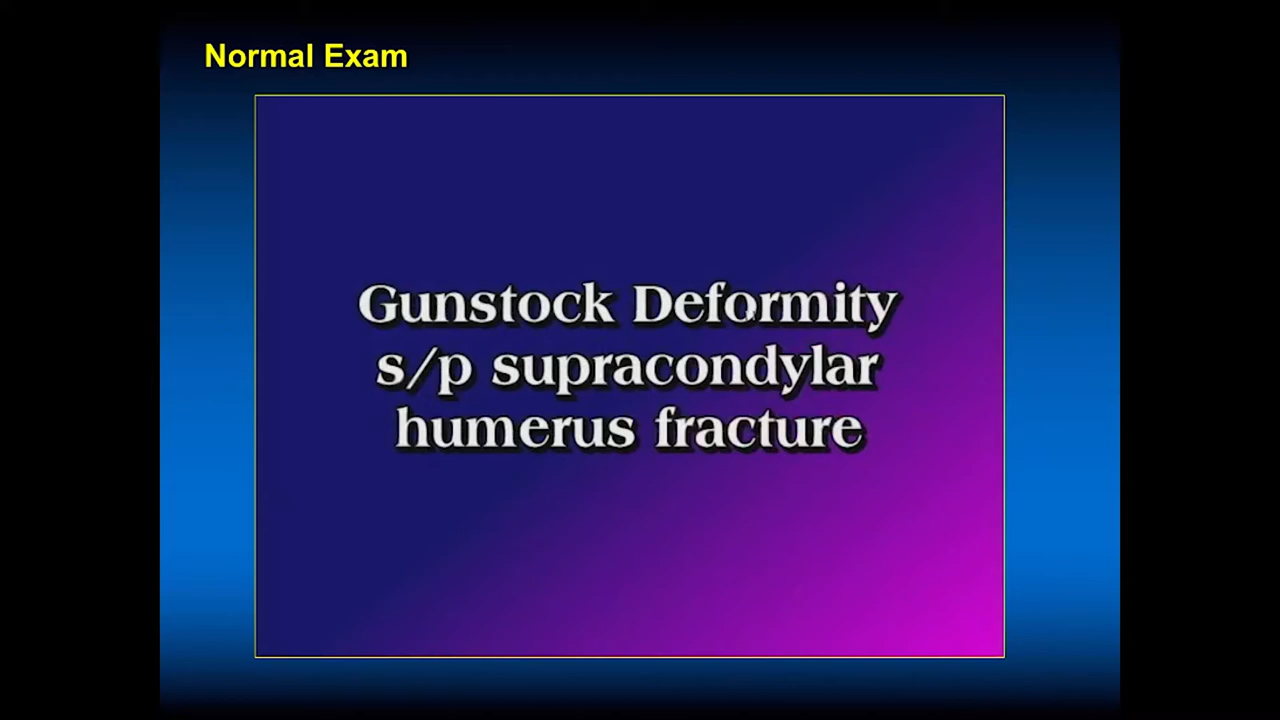 Normal Exam
Gunstock Deformity
s/p supracondylar
humerus fracture